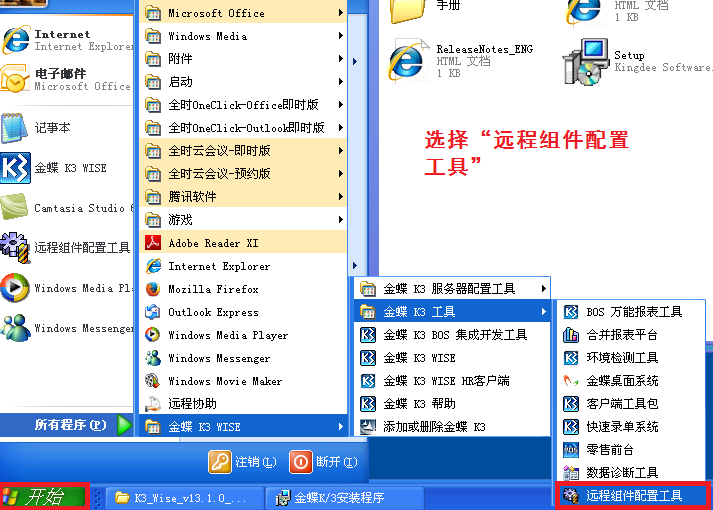 Internet
Internet Explorer
电子邮件
Microsoft Office
记事本
金蝶 K3 WISE
Camtasia Studio
远程组件配置工具
Windows Media
Windows Messenger
所有程序(P)
Microsoft Office
Windows Media
附件
启动
全时OneClick-Office即时版
全时OneClick-Outlook即时版
全时云会议-即时版
全时云会议-预约版
腾讯软件
游戏
Adobe Reader XI
Internet Explorer
Mozilla Firefox
Outlook Express
Windows Media Player
Windows Messenger
Windows Movie Maker
远程协助
金蝶 K3 WISE
手册
HTML 文档
1 KB
ReleaseNotes_ENG
HTML 文档
1 KB
Setup
Kingdee Software.
选择“远程组件配置
工具”
金蝶 K3 服务器配置工具
金蝶 K3 工具
金蝶 K3 BOS 集成开发工具
金蝶 K3 WISE
金蝶 K3 WISE HR客户端
金蝶 K3 帮助
添加或删除金蝶 K3
BOS 万能报表工具
合并报表平台
环境检测工具
金蝶桌面系统
客户端工具包
快速录单系统
零售前台
数据诊断工具
远程组件配置工具
注销(L)
断开(I)
开始
K3_Wise_v13.1.0_...
金蝶K/3安装程序